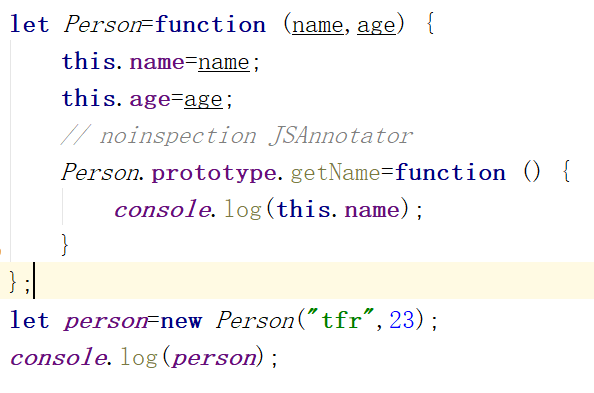 let Person=function (name,age) {
    this.name=name;
    this.age=age;
    // noinspection JSAnnotator
    Person.prototype.getName=function () {
        console.log(this.name);
    }
};
let person=new Person("tfr",23);
console.log(person);